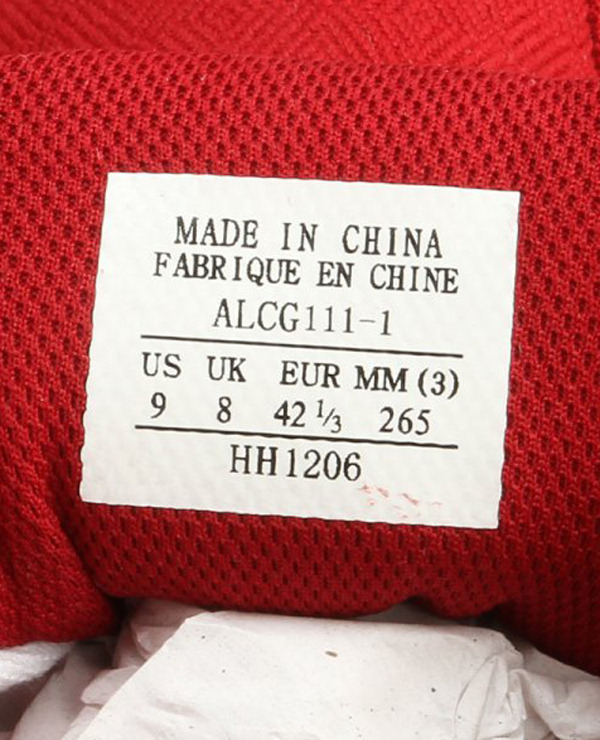 MADE IN CHINA
FABRIQUE EN CHINE
ALCG111-1
US UK EUR MM (3)
9 8 42 ⅓ 265
HH1206